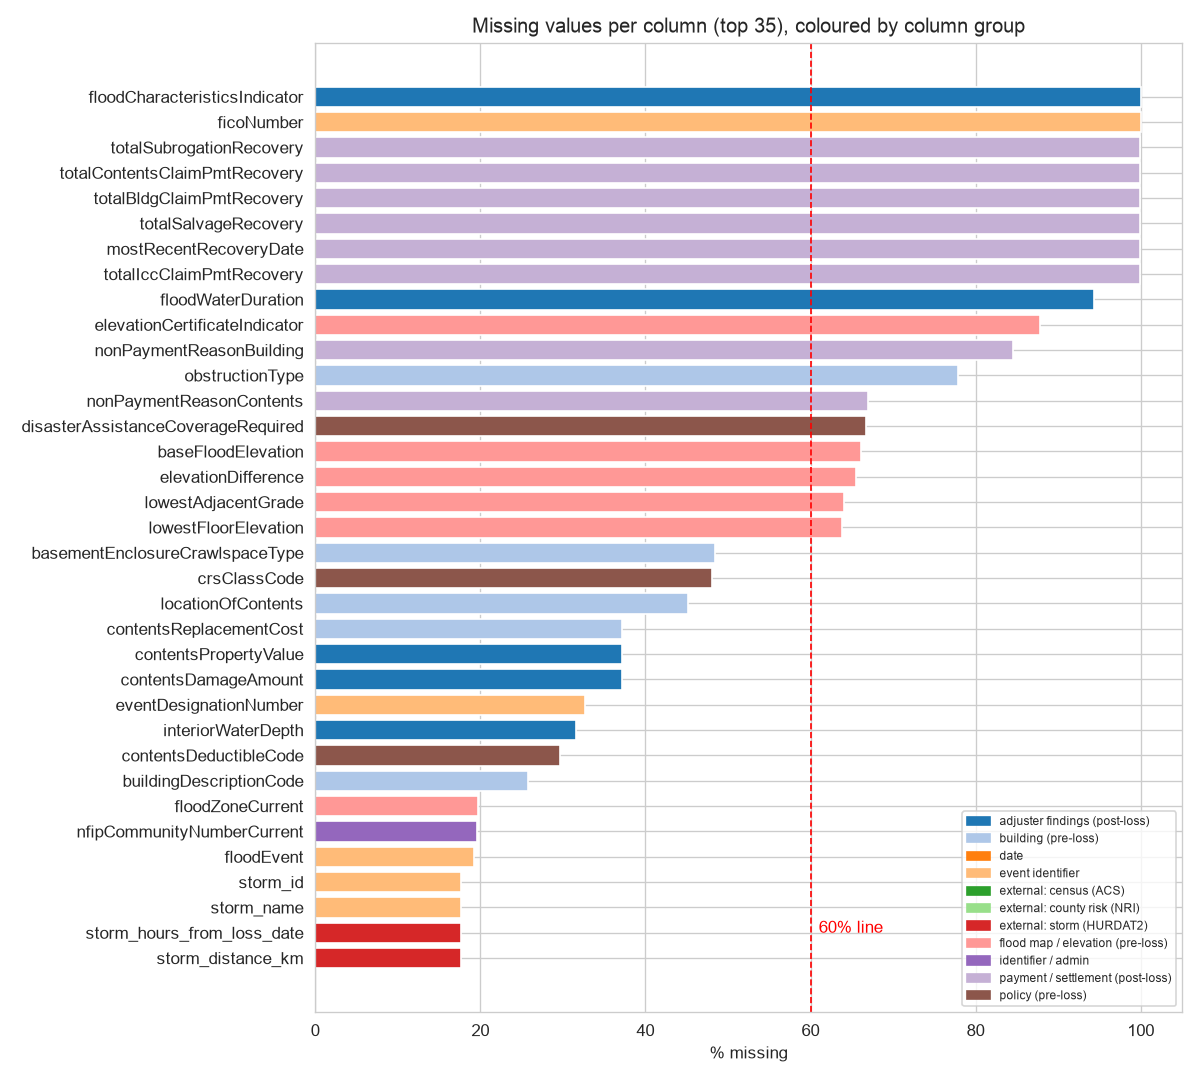 Missing values per column (top 35), coloured by column group
floodCharacteristicsIndicator
ficoNumber
totalSubrogationRecovery
totalContentsClaimPmtRecovery
totalBldgClaimPmtRecovery
totalSalvageRecovery
mostRecentRecoveryDate
totalIccClaimPmtRecovery
floodWaterDuration
elevationCertificateIndicator
nonPaymentReasonBuilding
obstructionType
nonPaymentReasonContents
disasterAssistanceCoverageRequired
baseFloodElevation
elevationDifference
lowestAdjacentGrade
lowestFloorElevation
basementEnclosureCrawlspaceType
crsClassCode
locationOfContents
contentsReplacementCost
contentsPropertyValue
contentsDamageAmount
eventDesignationNumber
interiorWaterDepth
contentsDeductibleCode
buildingDescriptionCode
floodZoneCurrent
nfipCommunityNumberCurrent
floodEvent
storm_id
storm_name
storm_hours_from_loss_date
storm_distance_km
60% line
adjuster findings (post-loss)
building (pre-loss)
date
event identifier
external: census (ACS)
external: county risk (NRI)
external: storm (HURDAT2)
flood map / elevation (pre-loss)
identifier / admin
payment / settlement (post-loss)
policy (pre-loss)
0 20 40 60 80 100
% missing